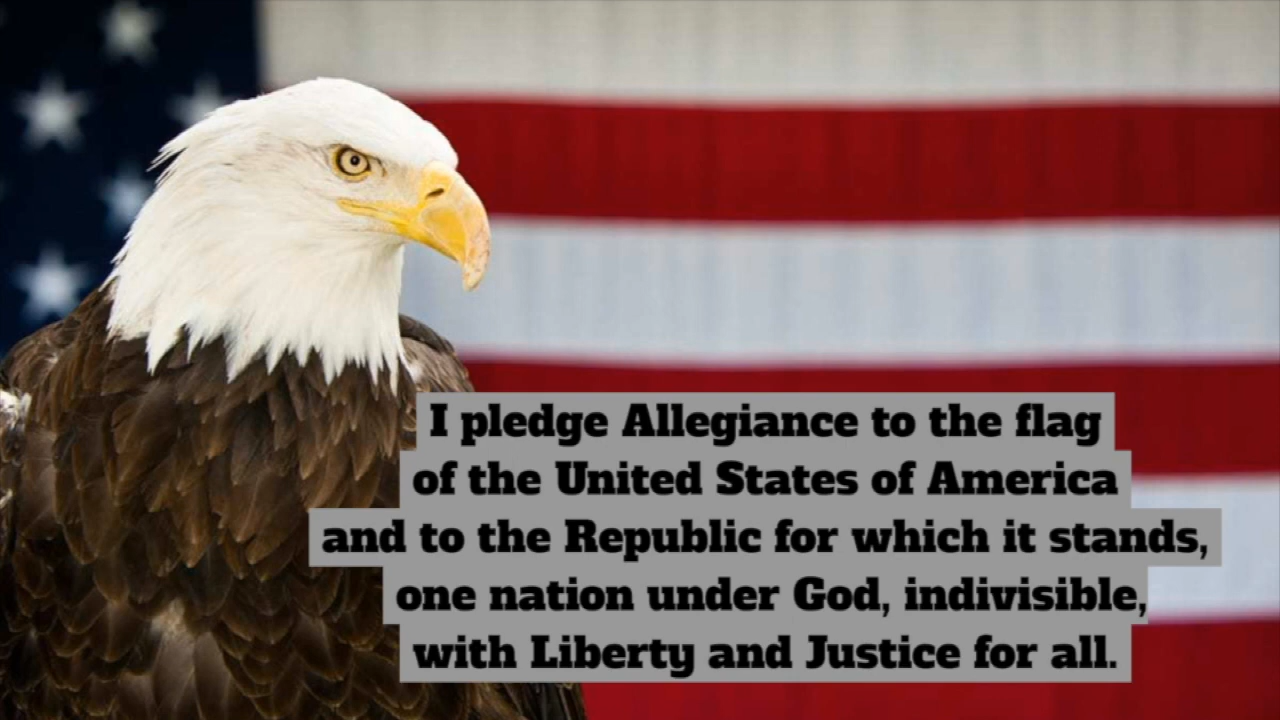 I pledge Allegiance to the flag
of the United States of America
and to the Republic for which it stands,
one nation under God, indivisible,
with Liberty and Justice for all.